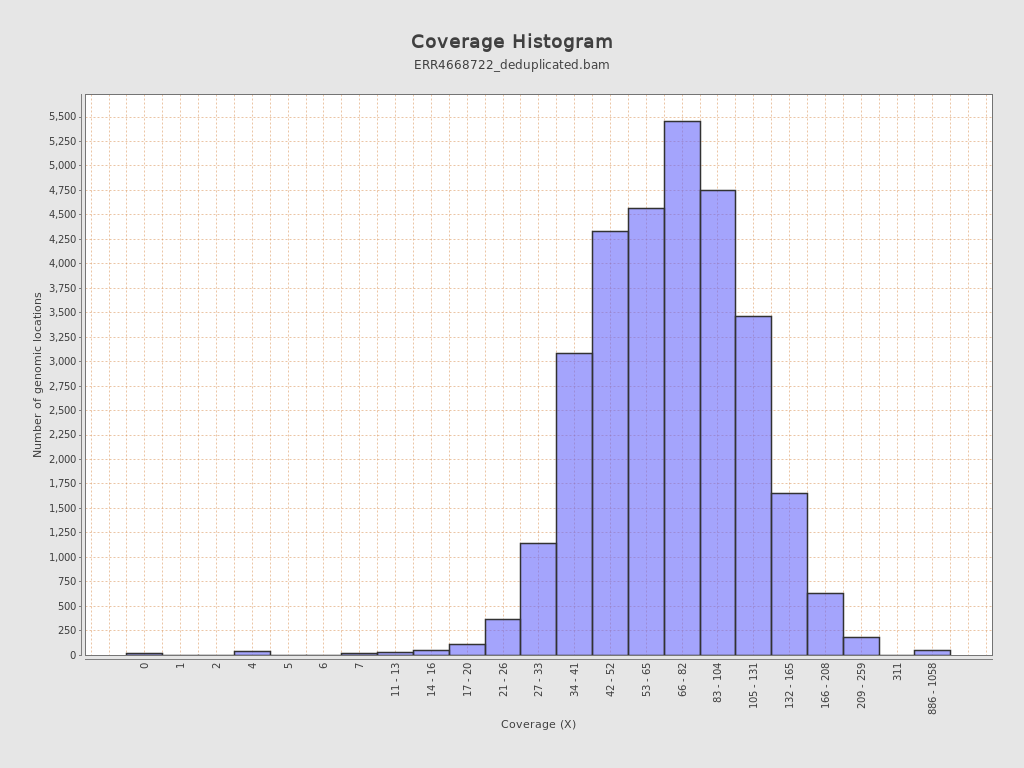 Coverage Histogram
ERR4668722_deduplicated.bam
Number of genomic locations
5,500
5,250
5,000
4,750
4,500
4,250
4,000
3,750
3,500
3,250
3,000
2,750
2,500
2,250
2,000
1,750
1,500
1,250
1,000
750
500
250
0
0
1
2
4
5
6
7
11 - 13
14 - 16
17 - 20
21 - 26
27 - 33
34 - 41
42 - 52
53 - 65
66 - 82
83 - 104
105 - 131
132 - 165
166 - 208
209 - 259
311
886 - 1058
Coverage (X)